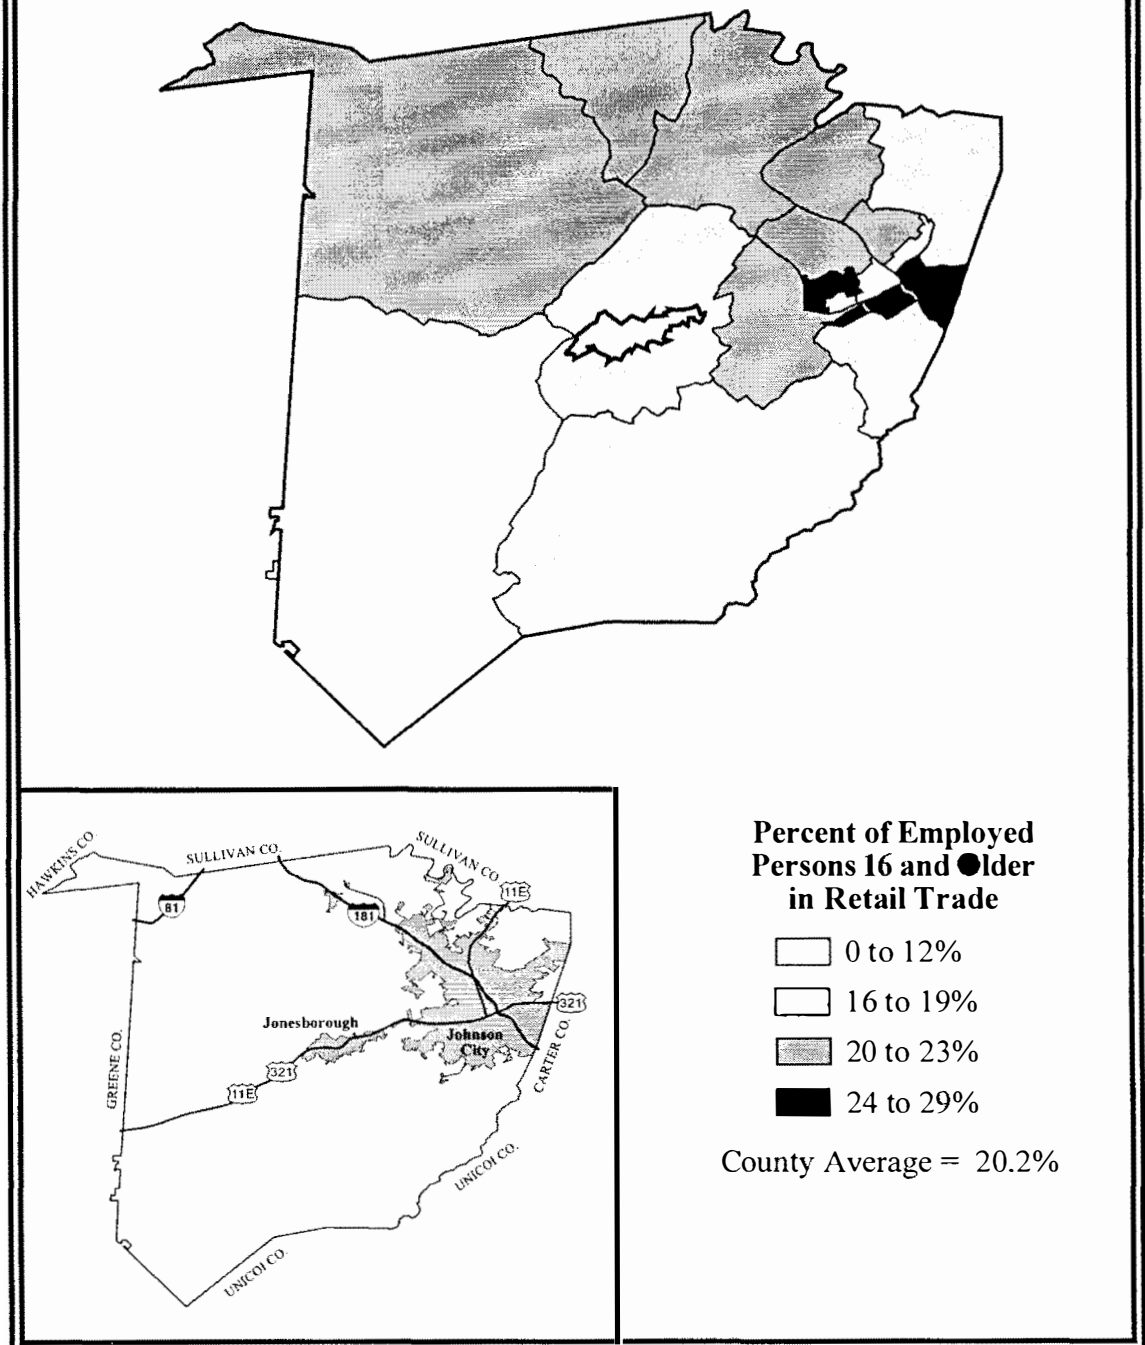 HAWKINS CO.
SULLIVAN CO.
SULLIVAN CO.
11E
81
181
321
Jonesborough
Johnson
City
GREENE CO.
CARTER CO.
321
11E
UNICOI CO.
UNICOI CO.
Percent of Employed
Persons 16 and Older
in Retail Trade
0 to 12%
16 to 19%
20 to 23%
24 to 29%
County Average = 20.2%